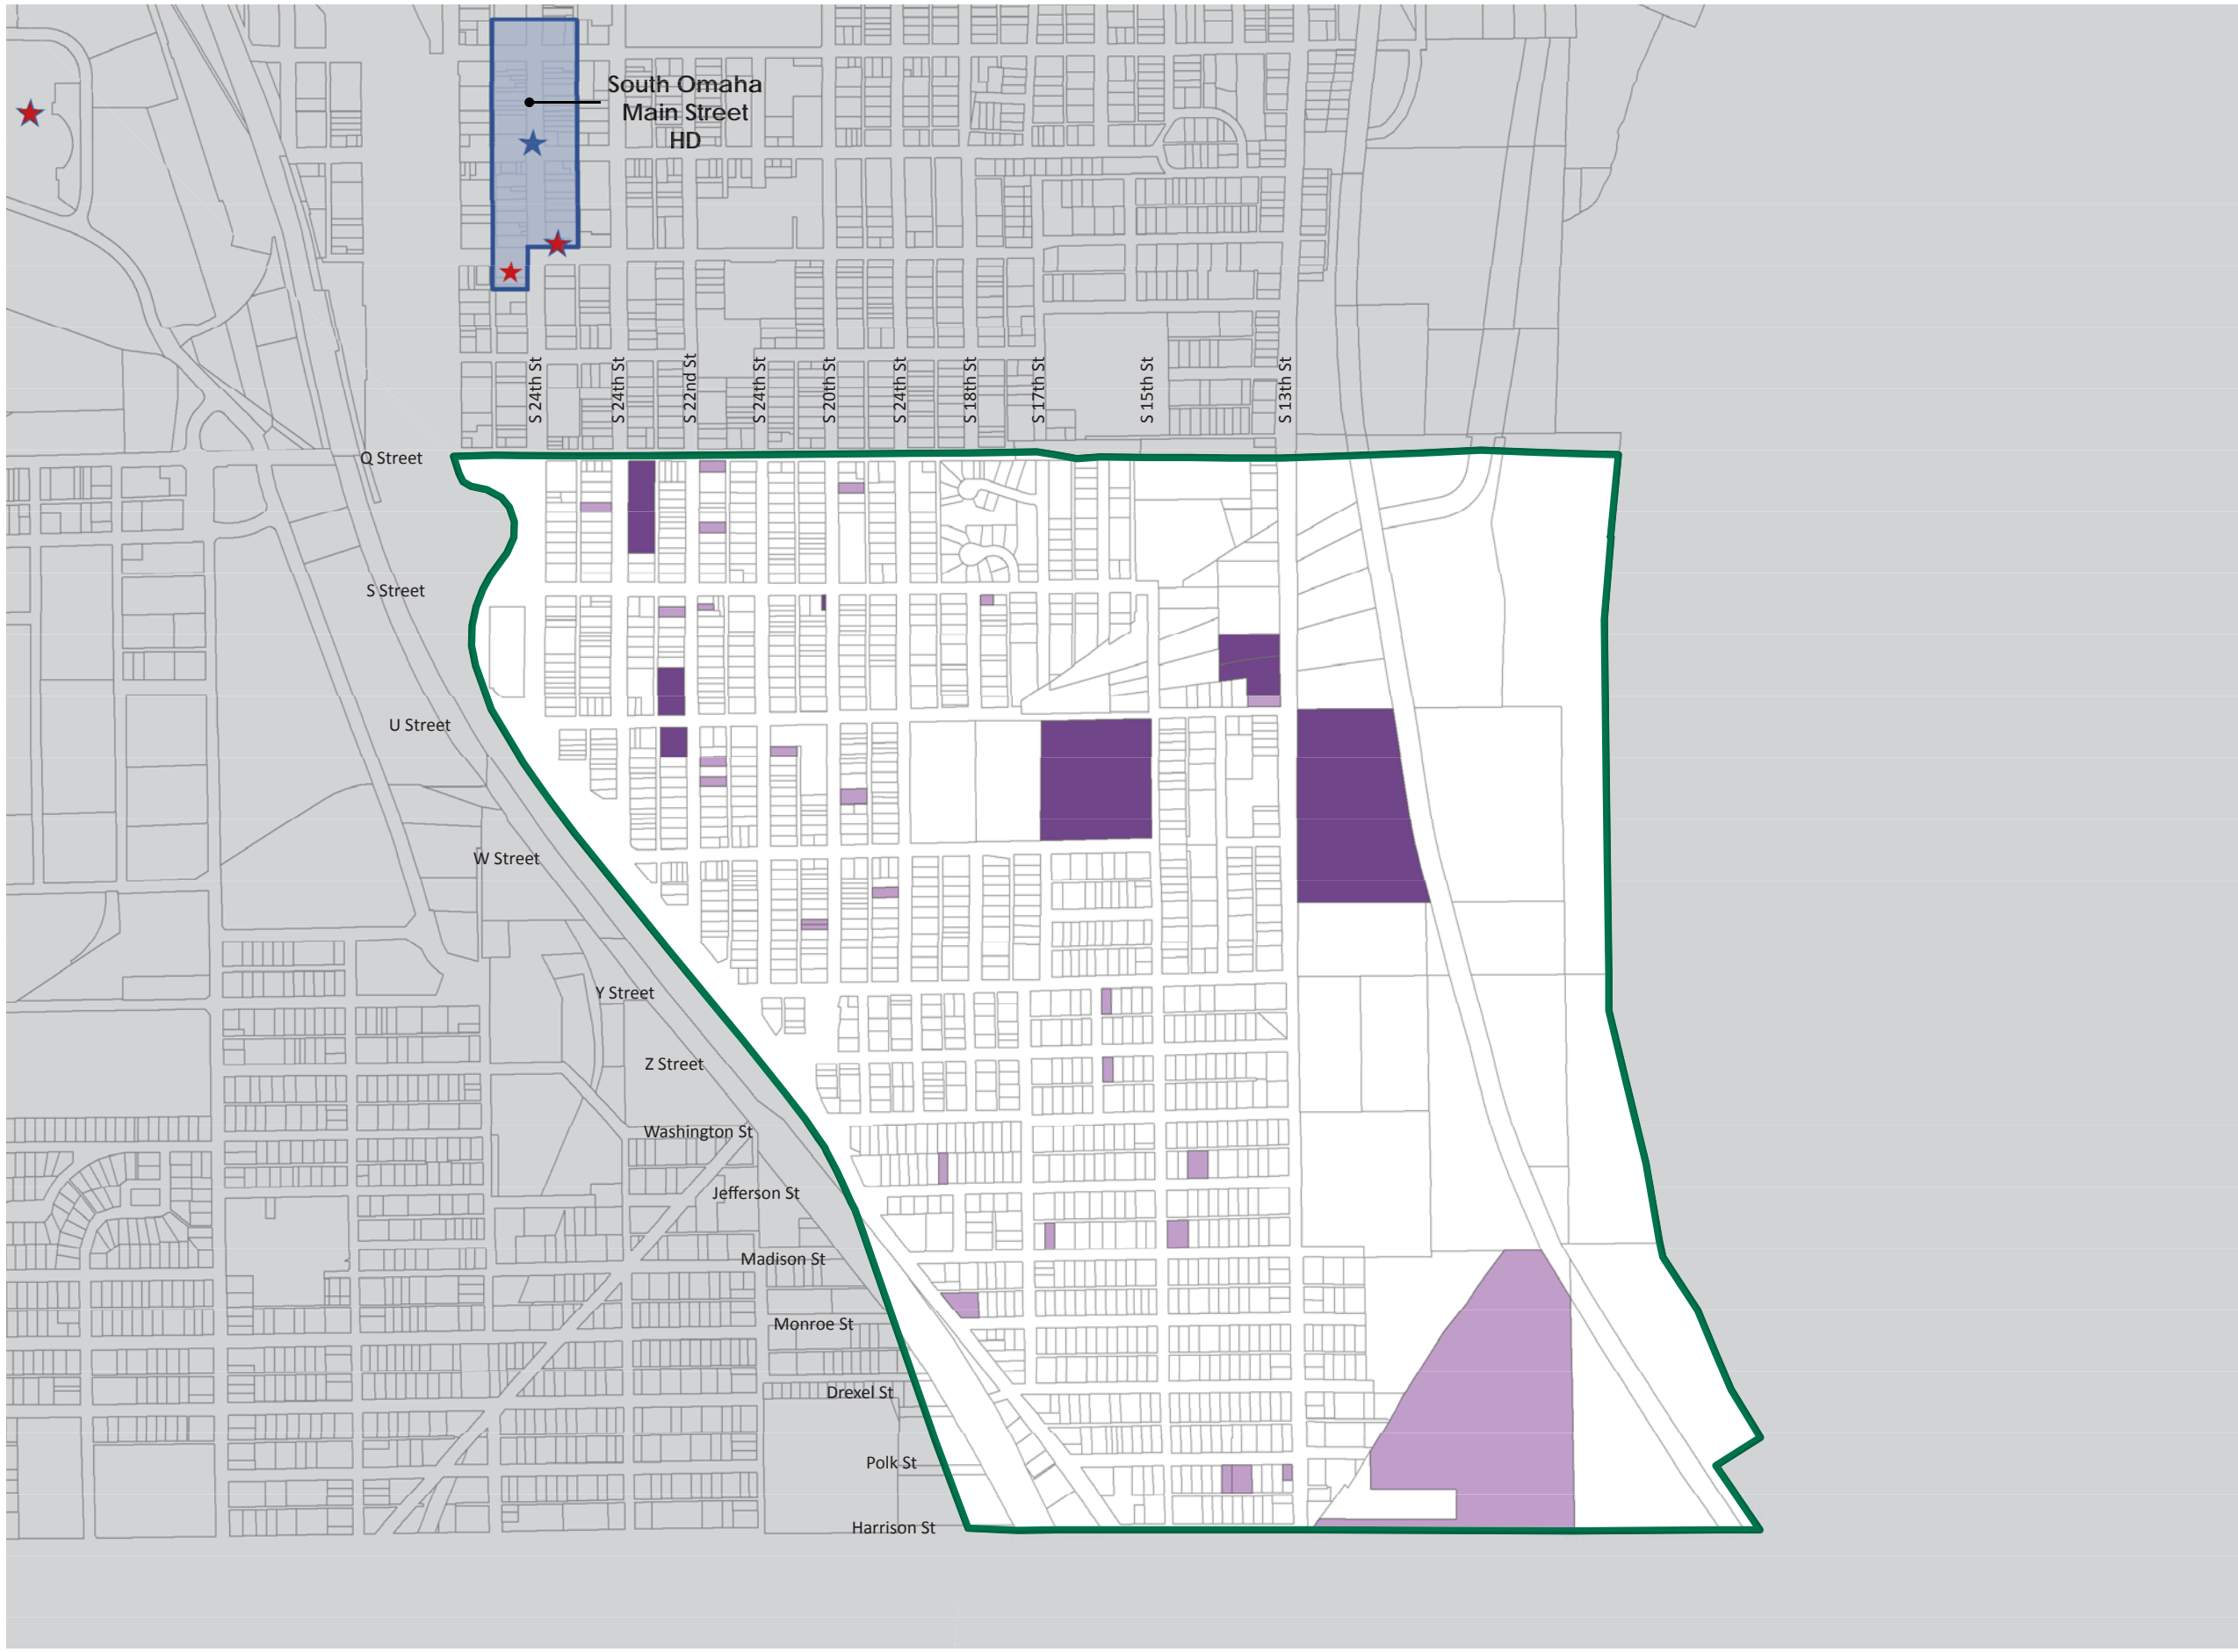 South Omaha
Main Street
HD
S 24th St
S 24th St
S 22nd St
S 24th St
S 20th St
S 24th St
S 18th St
S 17th St
S 15th St
S 13th St
Q Street
S Street
U Street
W Street
Y Street
Z Street
Washington St
Jefferson St
Madison St
Monroe St
Drexel St
Polk St
Harrison St